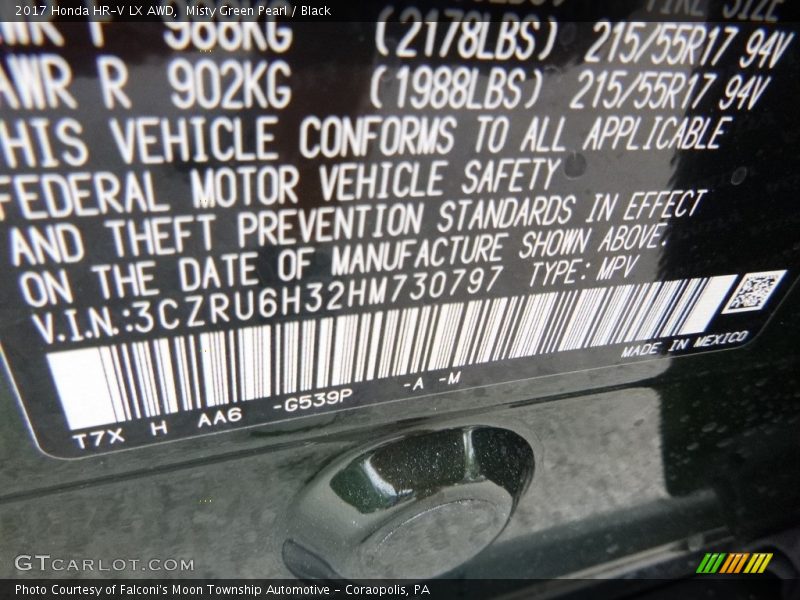 2017 Honda HR-V LX AWD, Misty Green Pearl / Black
TIRE SIZE
988KG (2178LBS) 215/55R17 94V
AWR R 902KG (1988LBS) 215/55R17 94V
THIS VEHICLE CONFORMS TO ALL APPLICABLE
FEDERAL MOTOR VEHICLE SAFETY
AND THEFT PREVENTION STANDARDS IN EFFECT
ON THE DATE OF MANUFACTURE SHOWN ABOVE.
V.I.N.:3CZRU6H32HM730797 TYPE: MPV
MADE IN MEXICO
T7X H AA6 -G539P -A -M
GTCARLOT.COM
Photo Courtesy of Falconi's Moon Township Automotive - Coraopolis, PA